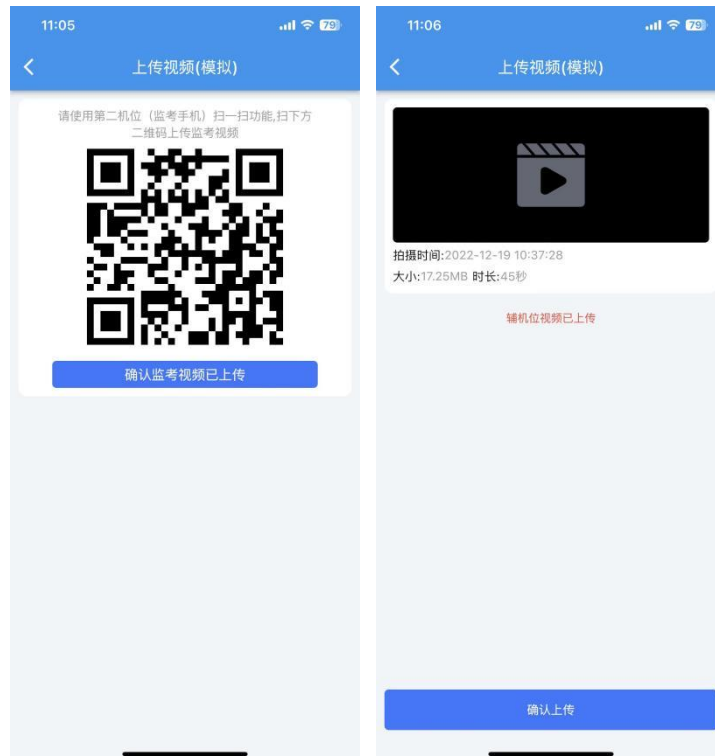 11:05
79
上传视频(模拟)
请使用第二机位（监考手机）扫一扫功能,扫下方
二维码上传监考视频
确认监考视频已上传
11:06
79
上传视频(模拟)
拍摄时间:2022-12-19 10:37:28
大小:17.25MB 时长:45秒
辅机位视频已上传
确认上传